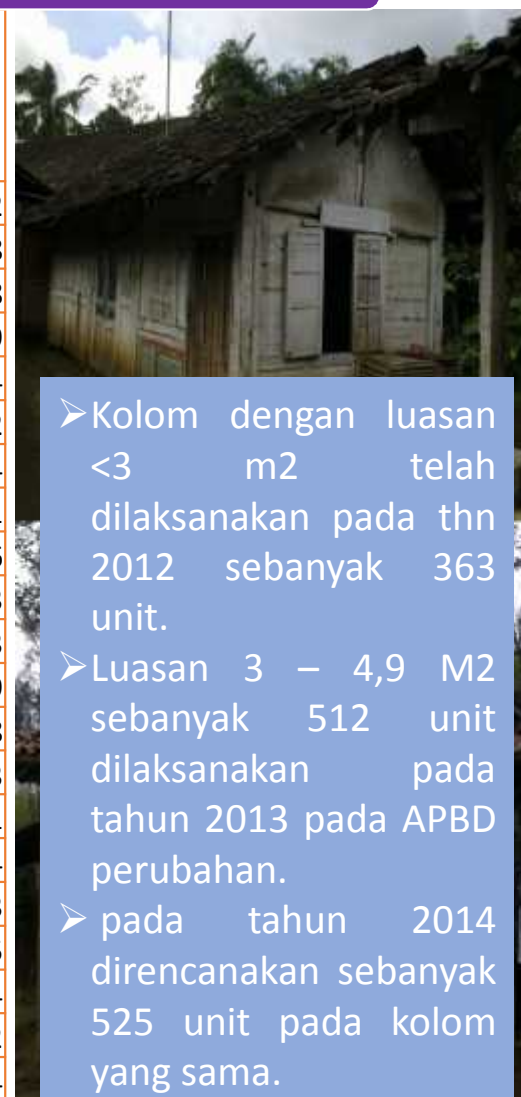 ➢Kolom dengan luasan
<3 m2 telah
dilaksanakan pada thn
2012 sebanyak 363
unit.
➢Luasan 3 – 4,9 M2
sebanyak 512 unit
dilaksanakan pada
tahun 2013 pada APBD
perubahan.
➢ pada tahun 2014
direncanakan sebanyak
525 unit pada kolom
yang sama.